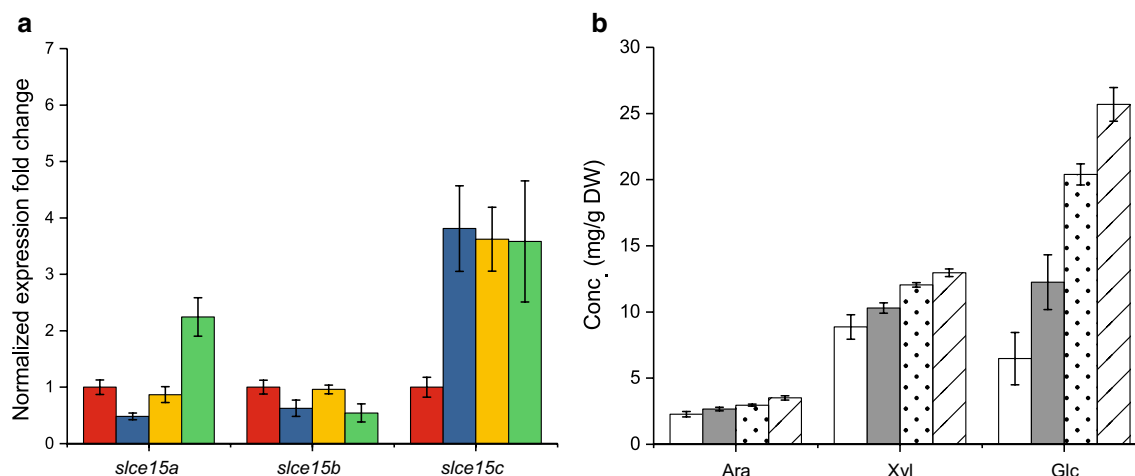 a
Normalized expression fold change
7
6
5
4
3
2
1
0
slce15a slce15b slce15c
b
Conc. (mg/g DW)
30
25
20
15
10
5
0
Ara Xyl Glc